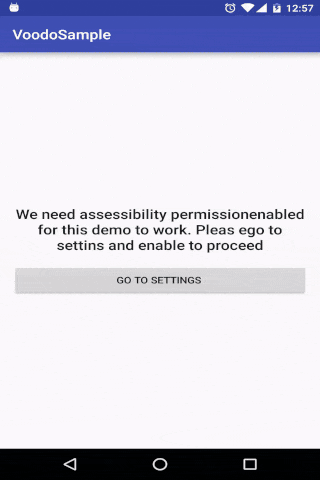 12:57
VoodoSample
We need assessibility permissionenabled
for this demo to work. Pleas ego to
settins and enable to proceed
GO TO SETTINGS